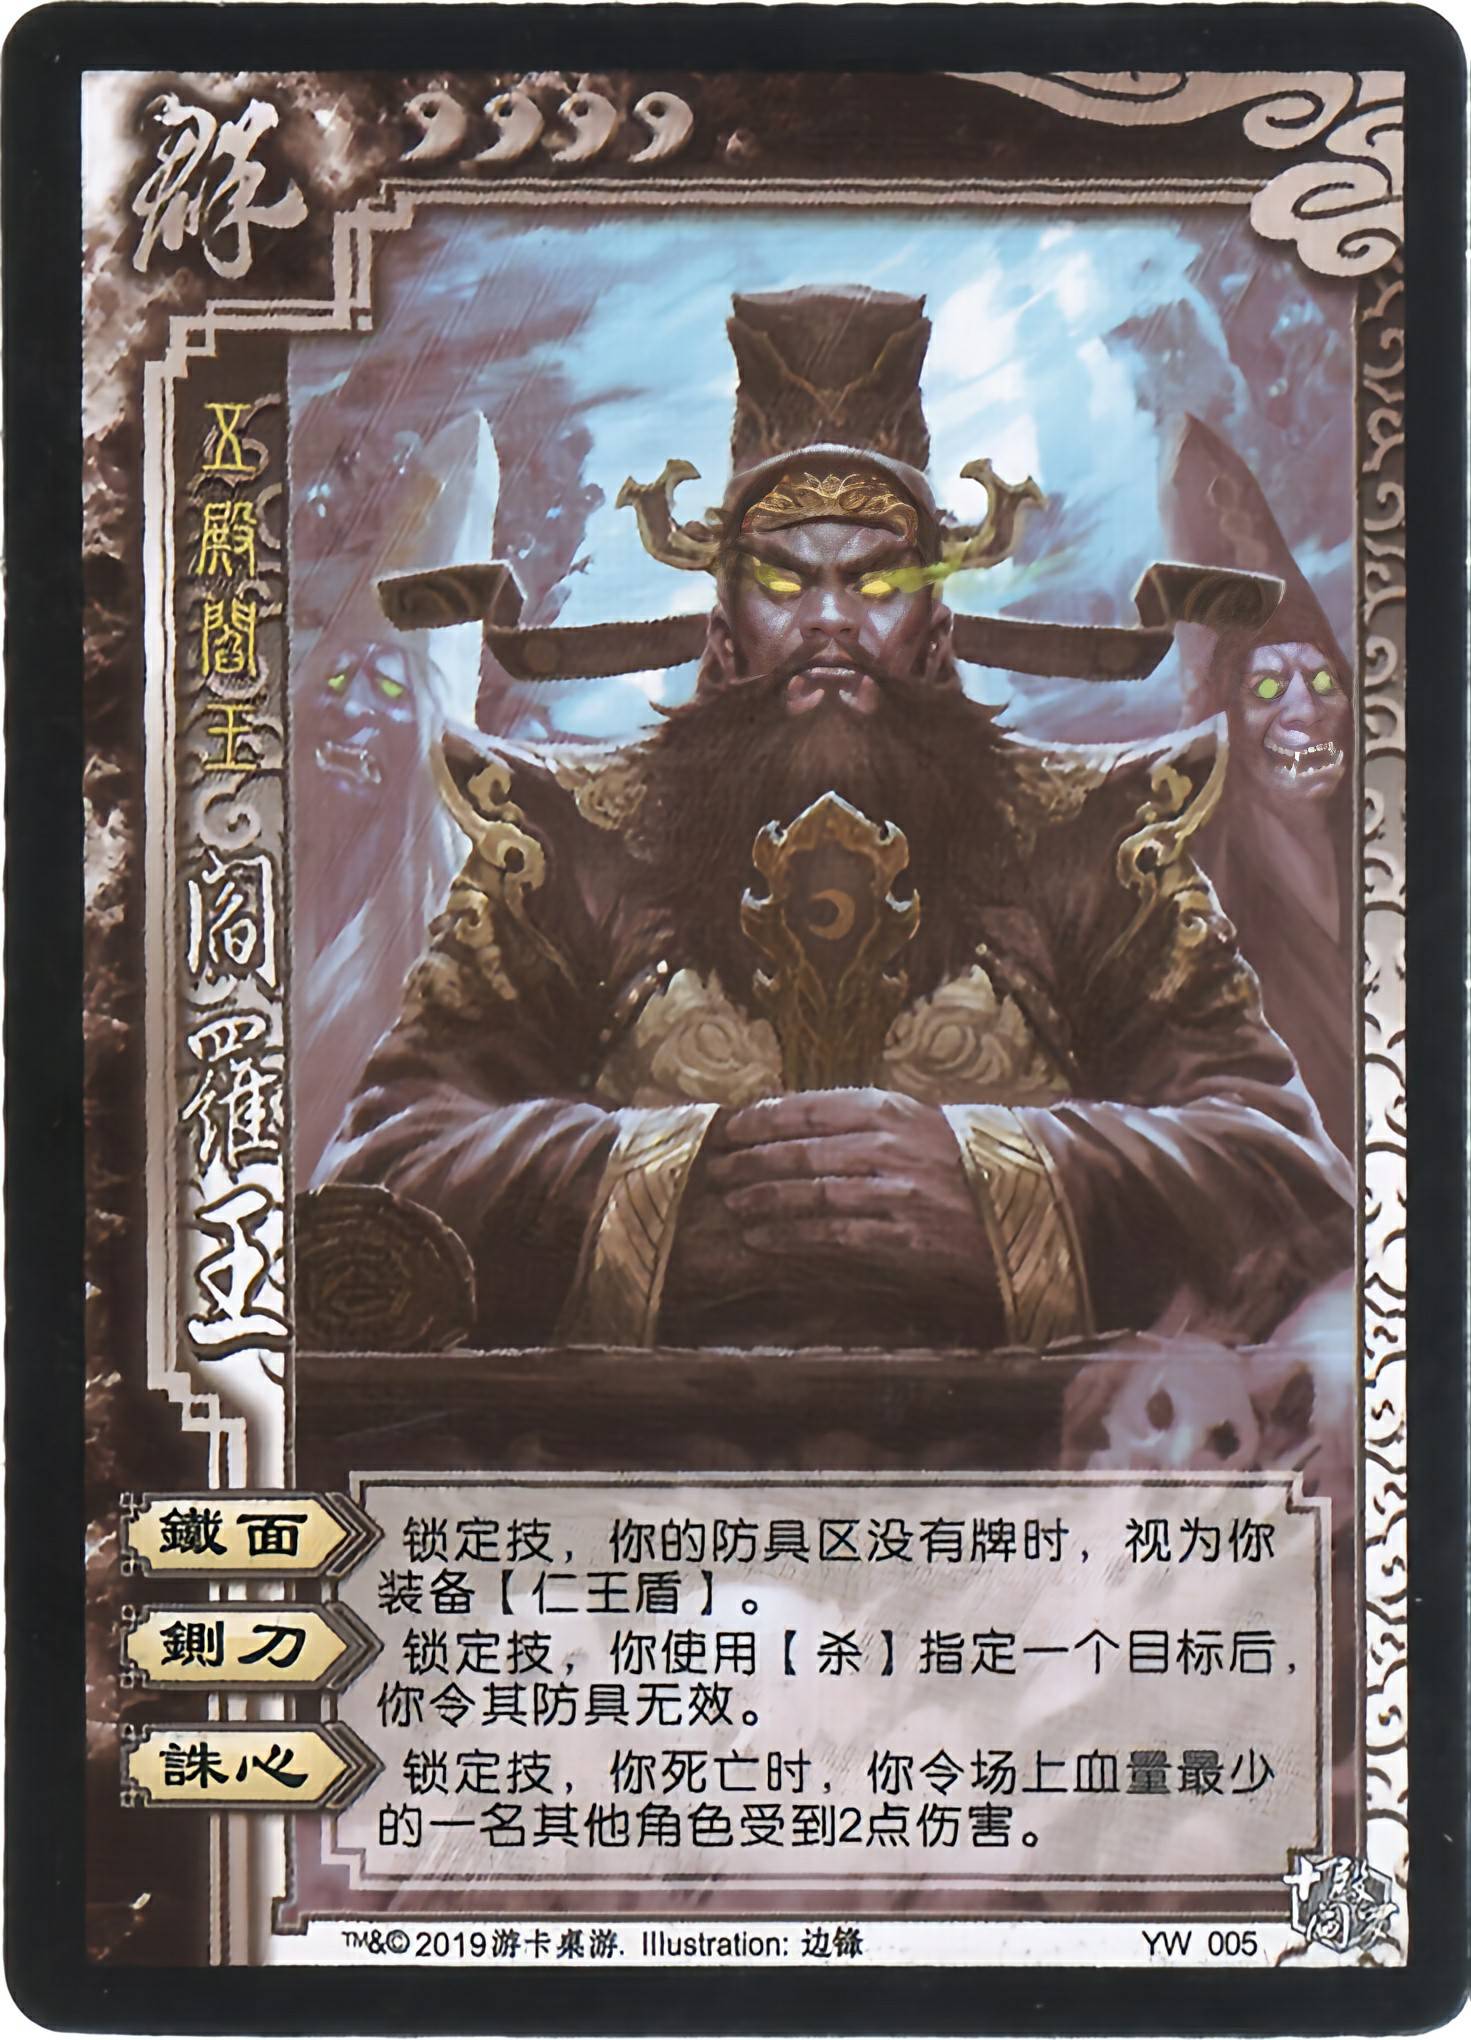 群
五殿閻王
閻羅王
鐵面
锁定技，你的防具区没有牌时，视为你
装备【仁王盾】。
鍘刀
锁定技，你使用【杀】指定一个目标后，
你令其防具无效。
誅心
锁定技，你死亡时，你令场上血量最少
的一名其他角色受到2点伤害。
™&©2019游卡桌游. Illustration: 边锋
YW 005
十殿
阎罗